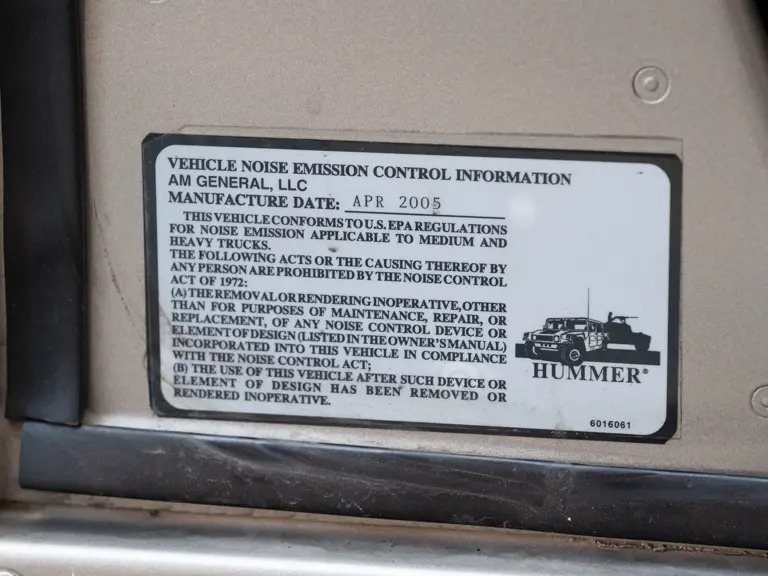 VEHICLE NOISE EMISSION CONTROL INFORMATION
AM GENERAL, LLC
MANUFACTURE DATE: APR 2005
THIS VEHICLE CONFORMS TO U.S. EPA REGULATIONS
FOR NOISE EMISSION APPLICABLE TO MEDIUM AND
HEAVY TRUCKS.
THE FOLLOWING ACTS OR THE CAUSING THEREOF BY
ANY PERSON ARE PROHIBITED BY THE NOISE CONTROL
ACT OF 1972:
(A) THE REMOVAL OR RENDERING INOPERATIVE, OTHER
THAN FOR PURPOSES OF MAINTENANCE, REPAIR, OR
REPLACEMENT, OF ANY NOISE CONTROL DEVICE OR
ELEMENT OF DESIGN (LISTED IN THE OWNER'S MANUAL)
INCORPORATED INTO THIS VEHICLE IN COMPLIANCE
WITH THE NOISE CONTROL ACT;
(B) THE USE OF THIS VEHICLE AFTER SUCH DEVICE OR
ELEMENT OF DESIGN HAS BEEN REMOVED OR
RENDERED INOPERATIVE.
HUMMER®
6016061